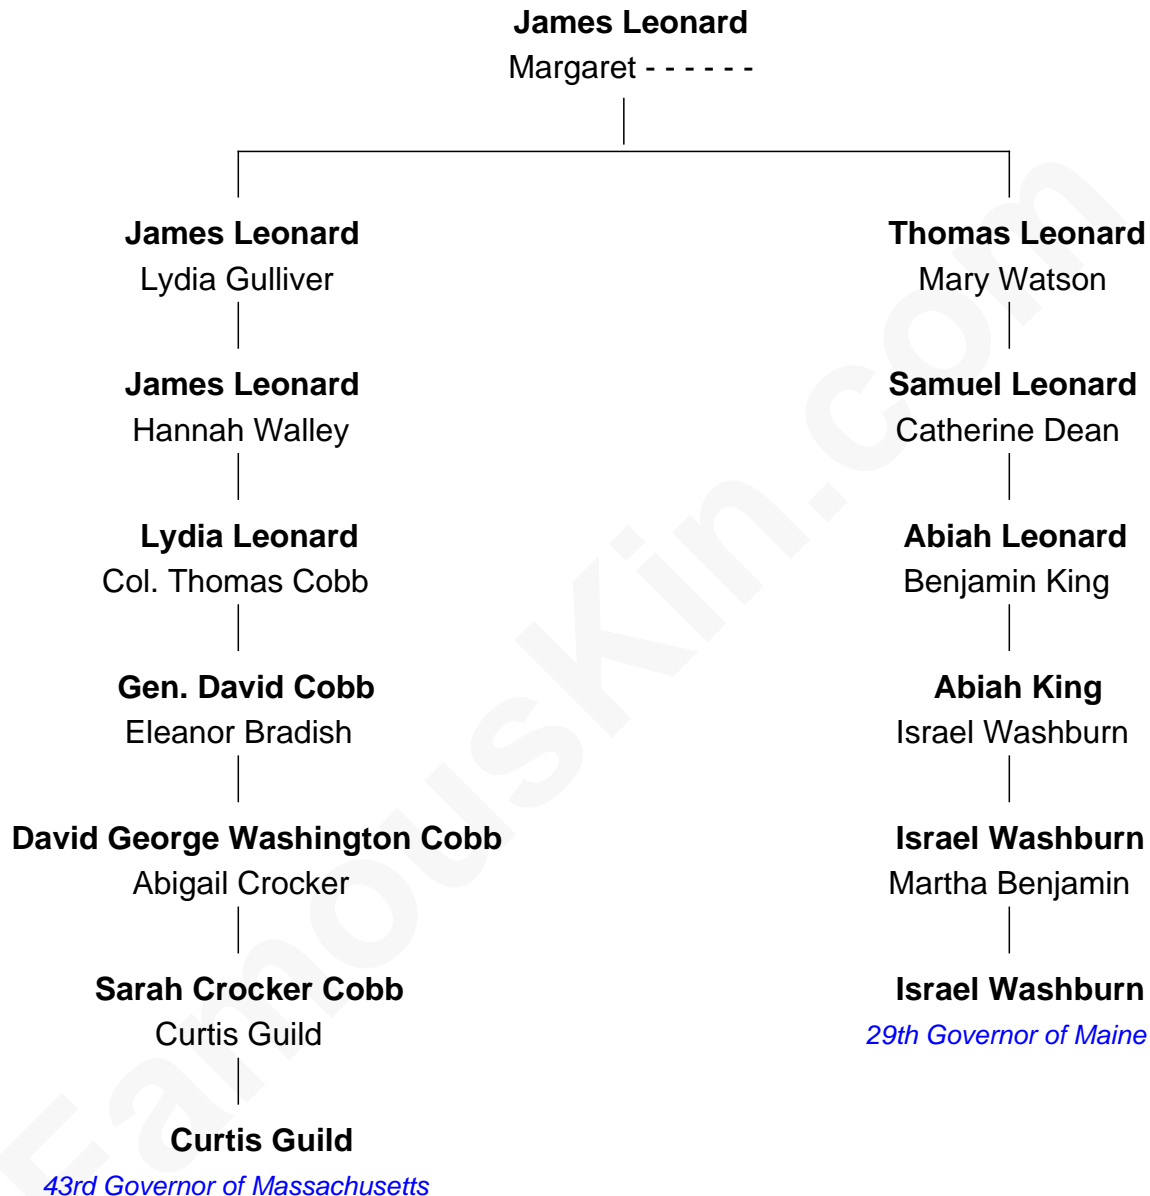 James Leonard
Margaret - - - - - -
James Leonard
Lydia Gulliver
James Leonard
Hannah Walley
Lydia Leonard
Col. Thomas Cobb
Gen. David Cobb
Eleanor Bradish
David George Washington Cobb
Abigail Crocker
Sarah Crocker Cobb
Curtis Guild
Curtis Guild
43rd Governor of Massachusetts
Thomas Leonard
Mary Watson
Samuel Leonard
Catherine Dean
Abiah Leonard
Benjamin King
Abiah King
Israel Washburn
Israel Washburn
Martha Benjamin
Israel Washburn
29th Governor of Maine
FamousKin.com